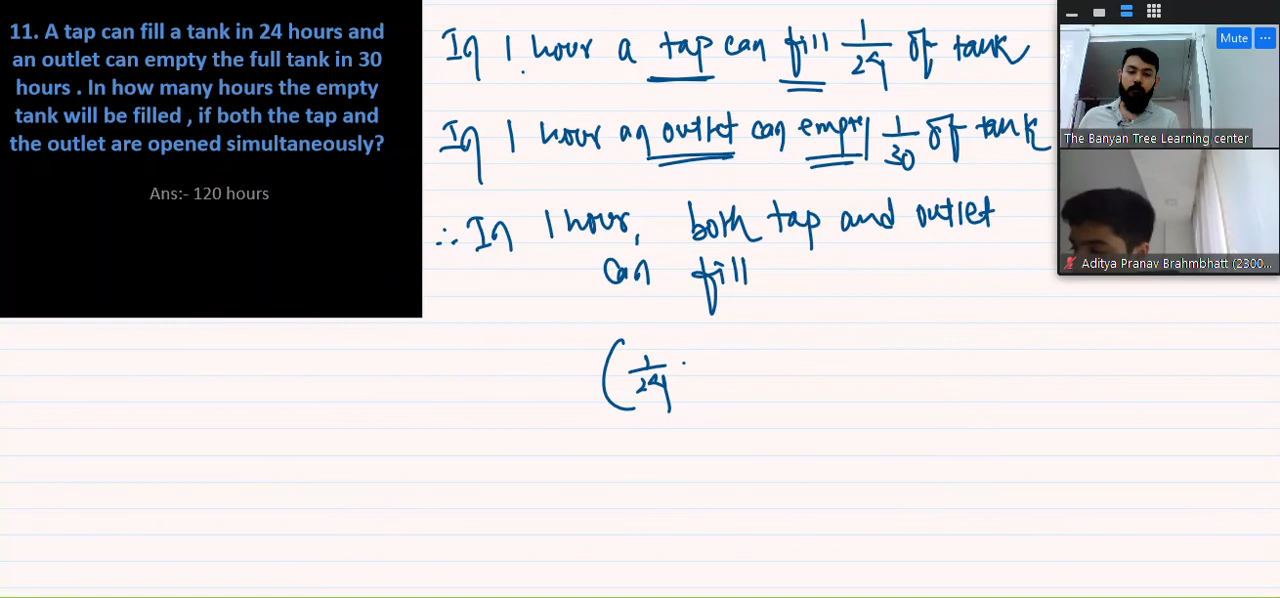 11. A tap can fill a tank in 24 hours and
an outlet can empty the full tank in 30
hours . In how many hours the empty
tank will be filled , if both the tap and
the outlet are opened simultaneously?
Ans:- 120 hours
In 1 hour a tap can fill 1/24 of tank
In 1 hour an outlet can empty 1/30 of tank
∴ In 1 hour, both tap and outlet
can fill
( 1/24
Mute ...
The Banyan Tree Learning center
Aditya Pranav Brahmbhatt (2300...